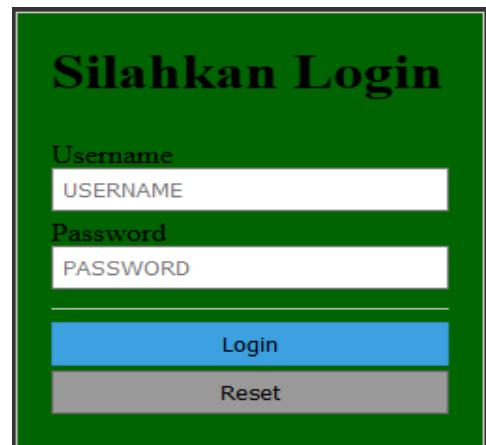 Silahkan Login
Username
USERNAME
Password
PASSWORD
Login
Reset